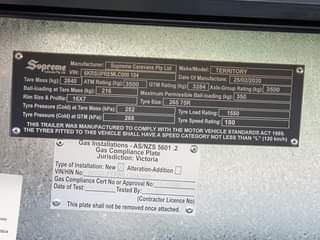 Supreme
Manufacturer: Supreme Caravans Pty Ltd
Make/Model: TERRITORY
VIN: Date Of Manufacture: 25/02/2020
Tare Mass (kg) 2840 ATM Rating (kg) 3500 GTM Rating (kg) 3284 Axle-Group Rating (kg) 3500
Ball-loading at Tare Mass (kg) 216 Maximum Permissible Ball-loading (kg) 350
Rim Size & Profile: 16X7 Tyre Size: 265 75R
Tyre Pressure (Cold) at Tare Mass (kPa) 262 Tyre Load Rating 1550
Tyre Pressure (Cold) at GTM (kPa) 268 Tyre Speed Rating 180
THIS TRAILER WAS MANUFACTURED TO COMPLY WITH THE MOTOR VEHICLE STANDARDS ACT 1989.
THE TYRES FITTED TO THIS VEHICLE SHALL HAVE A SPEED CATEGORY NOT LESS THAN "L" (120 km/h)
Gas Installations - AS/NZS 5601.2
Gas Compliance Plate
Jurisdiction: Victoria
Type of Installation: New Alteration-Addition
VIN/HIN No
Gas Compliance Cert No or Approval No:
Date of Test: Tested By:
(Contractor Licence No)
This plate shall not be removed once attached